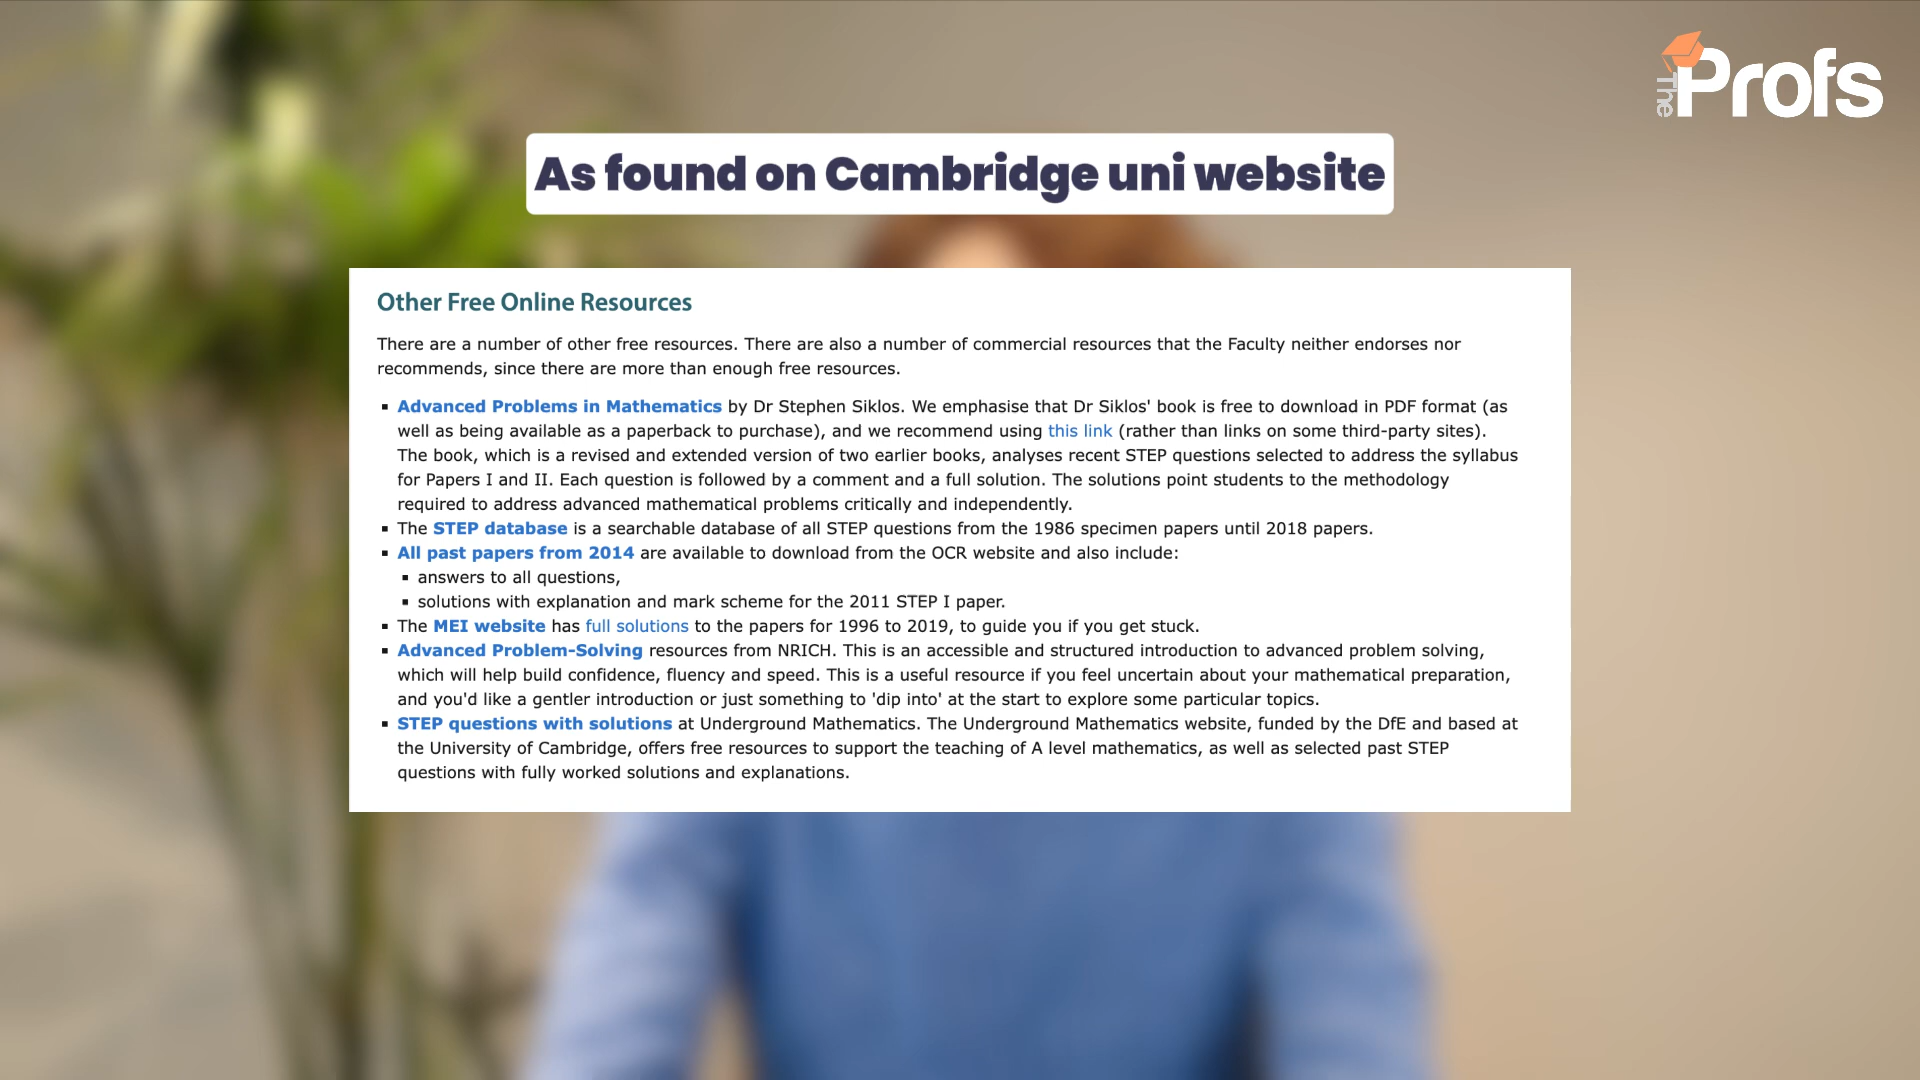 The Profs
As found on Cambridge uni website
Other Free Online Resources
There are a number of other free resources. There are also a number of commercial resources that the Faculty neither endorses nor
recommends, since there are more than enough free resources.
▪ Advanced Problems in Mathematics by Dr Stephen Siklos. We emphasise that Dr Siklos' book is free to download in PDF format (as
well as being available as a paperback to purchase), and we recommend using this link (rather than links on some third-party sites).
The book, which is a revised and extended version of two earlier books, analyses recent STEP questions selected to address the syllabus
for Papers I and II. Each question is followed by a comment and a full solution. The solutions point students to the methodology
required to address advanced mathematical problems critically and independently.
▪ The STEP database is a searchable database of all STEP questions from the 1986 specimen papers until 2018 papers.
▪ All past papers from 2014 are available to download from the OCR website and also include:
▪ answers to all questions,
▪ solutions with explanation and mark scheme for the 2011 STEP I paper.
▪ The MEI website has full solutions to the papers for 1996 to 2019, to guide you if you get stuck.
▪ Advanced Problem-Solving resources from NRICH. This is an accessible and structured introduction to advanced problem solving,
which will help build confidence, fluency and speed. This is a useful resource if you feel uncertain about your mathematical preparation,
and you'd like a gentler introduction or just something to 'dip into' at the start to explore some particular topics.
▪ STEP questions with solutions at Underground Mathematics. The Underground Mathematics website, funded by the DfE and based at
the University of Cambridge, offers free resources to support the teaching of A level mathematics, as well as selected past STEP
questions with fully worked solutions and explanations.